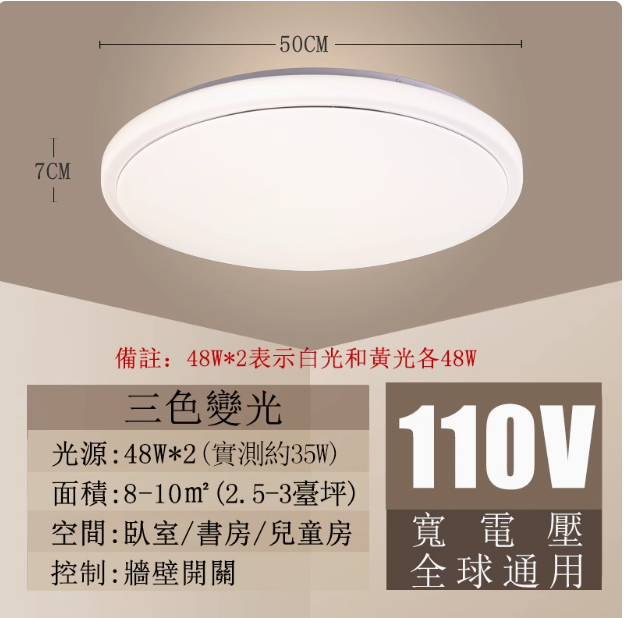 50CM
7CM
備註：48W*2表示白光和黃光各48W
三色變光
光源:48W*2(實測約35W)
面積:8-10㎡(2.5-3臺坪)
空間:臥室/書房/兒童房
控制:牆壁開關
110V
寬電壓
全球通用